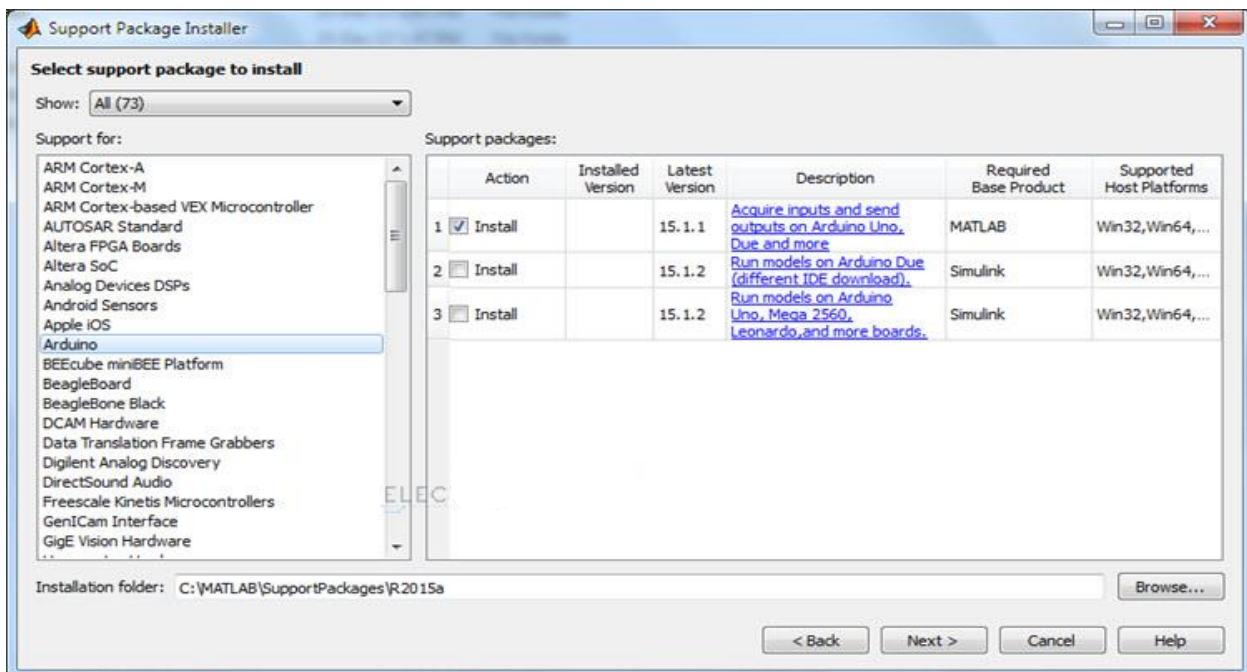 Support Package Installer
Select support package to install
Show: All (73)
Support for:
ARM Cortex-A
ARM Cortex-M
ARM Cortex-based VEX Microcontroller
AUTOSAR Standard
Altera FPGA Boards
Altera SoC
Analog Devices DSPs
Android Sensors
Apple iOS
Arduino
BEEcube miniBEE Platform
BeagleBoard
BeagleBone Black
DCAM Hardware
Data Translation Frame Grabbers
Digilent Analog Discovery
DirectSound Audio
Freescale Kinetis Microcontrollers
GenICam Interface
GigE Vision Hardware
Support packages:
Action Installed Version Latest Version Description Required Base Product Supported Host Platforms
1 Install 15.1.1 Acquire inputs and send outputs on Arduino Uno, Due and more MATLAB Win32,Win64,...
2 Install 15.1.2 Run models on Arduino Due (different IDE download). Simulink Win32,Win64,...
3 Install 15.1.2 Run models on Arduino Uno, Mega 2560, Leonardo,and more boards. Simulink Win32,Win64,...
ELEC
Installation folder: C:\MATLAB\SupportPackages\R2015a
Browse...
< Back Next > Cancel Help